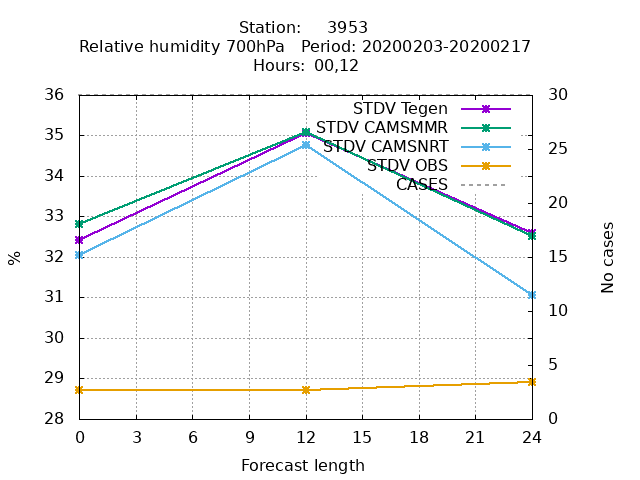 Station: 3953
Relative humidity 700hPa Period: 20200203-20200217
Hours: 00,12
STDV Tegen
STDV CAMSMMR
STDV CAMSNRT
STDV OBS
CASES
%
36
35
34
33
32
31
30
29
28
30
25
20
15
10
5
0
No cases
0 3 6 9 12 15 18 21 24
Forecast length